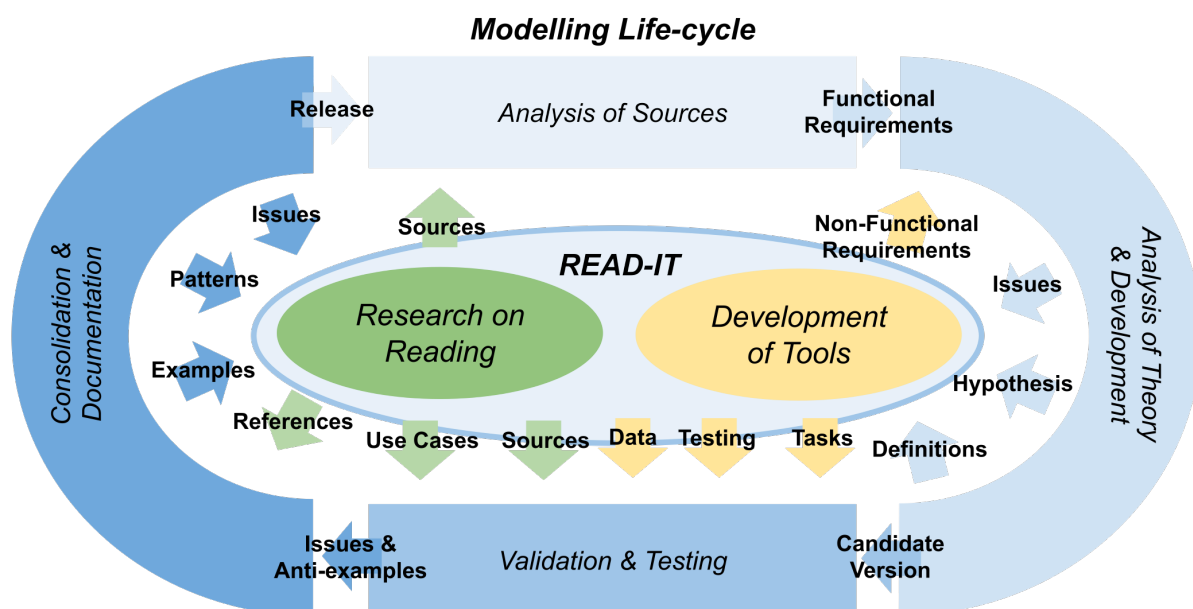 Modelling Life-cycle
Release
Analysis of Sources
Functional
Requirements
Issues
Sources
Non-Functional
Requirements
Consolidation &
Documentation
Patterns
READ-IT
Issues
Analysis of Theory
& Development
Research on
Reading
Development
of Tools
Examples
Hypothesis
References
Use Cases
Sources
Data
Testing
Tasks
Definitions
Issues &
Anti-examples
Validation & Testing
Candidate
Version